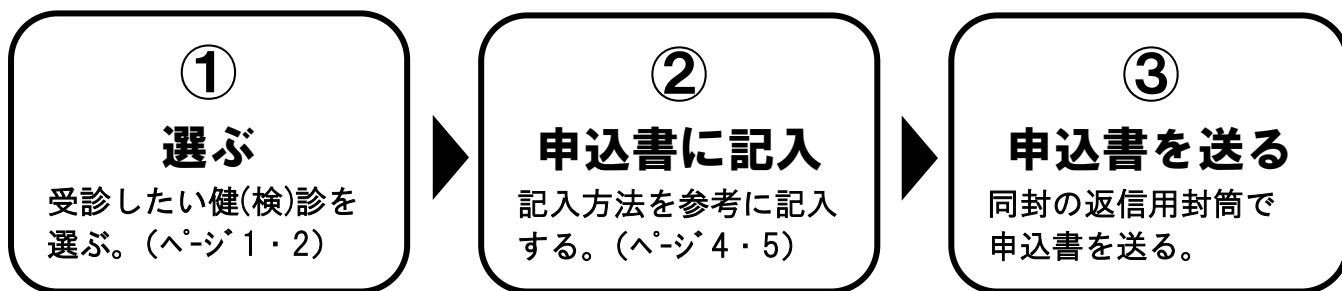 ①
選ぶ
受診したい健(検)診を
選ぶ。(ﾍﾟｰｼﾞ1・2)
②
申込書に記入
記入方法を参考に記入
する。(ﾍﾟｰｼﾞ4・5)
③
申込書を送る
同封の返信用封筒で
申込書を送る。